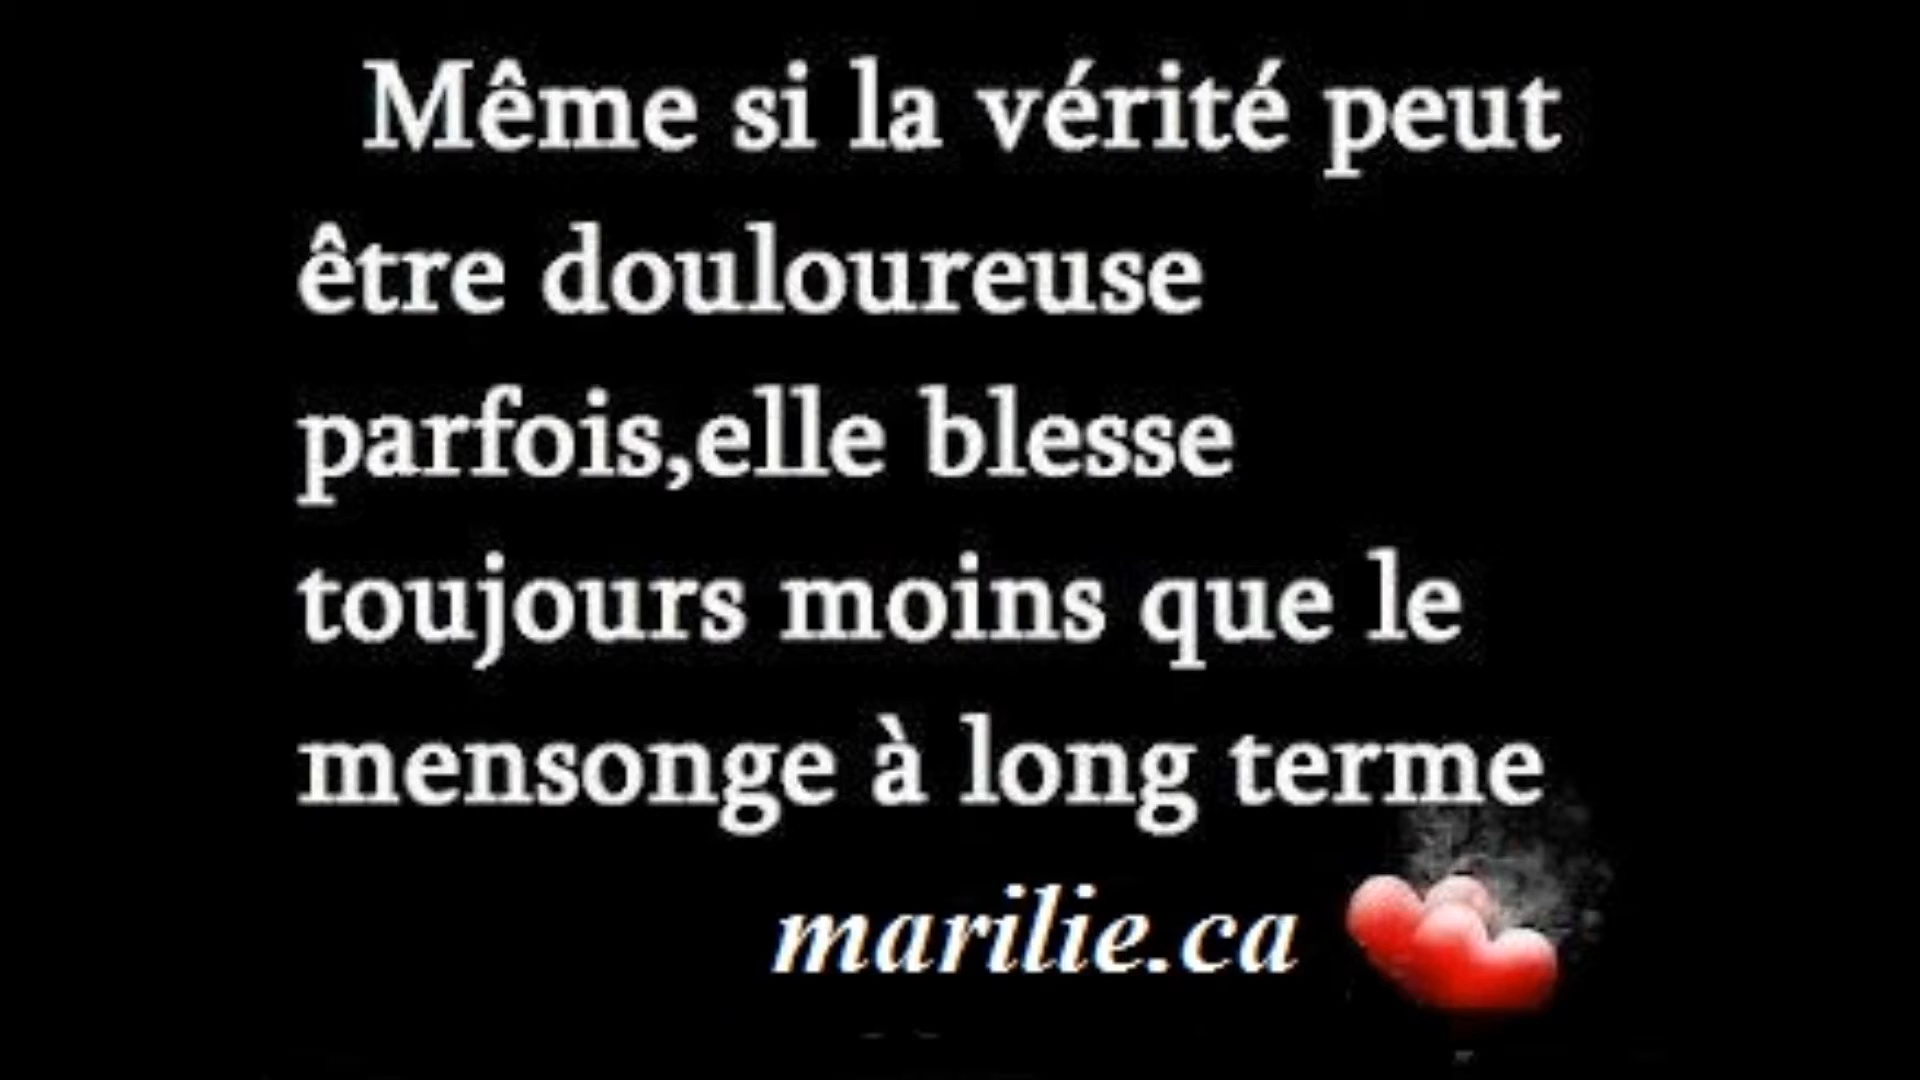 Même si la vérité peut
être douloureuse
parfois,elle blesse
toujours moins que le
mensonge à long terme
marilie.ca